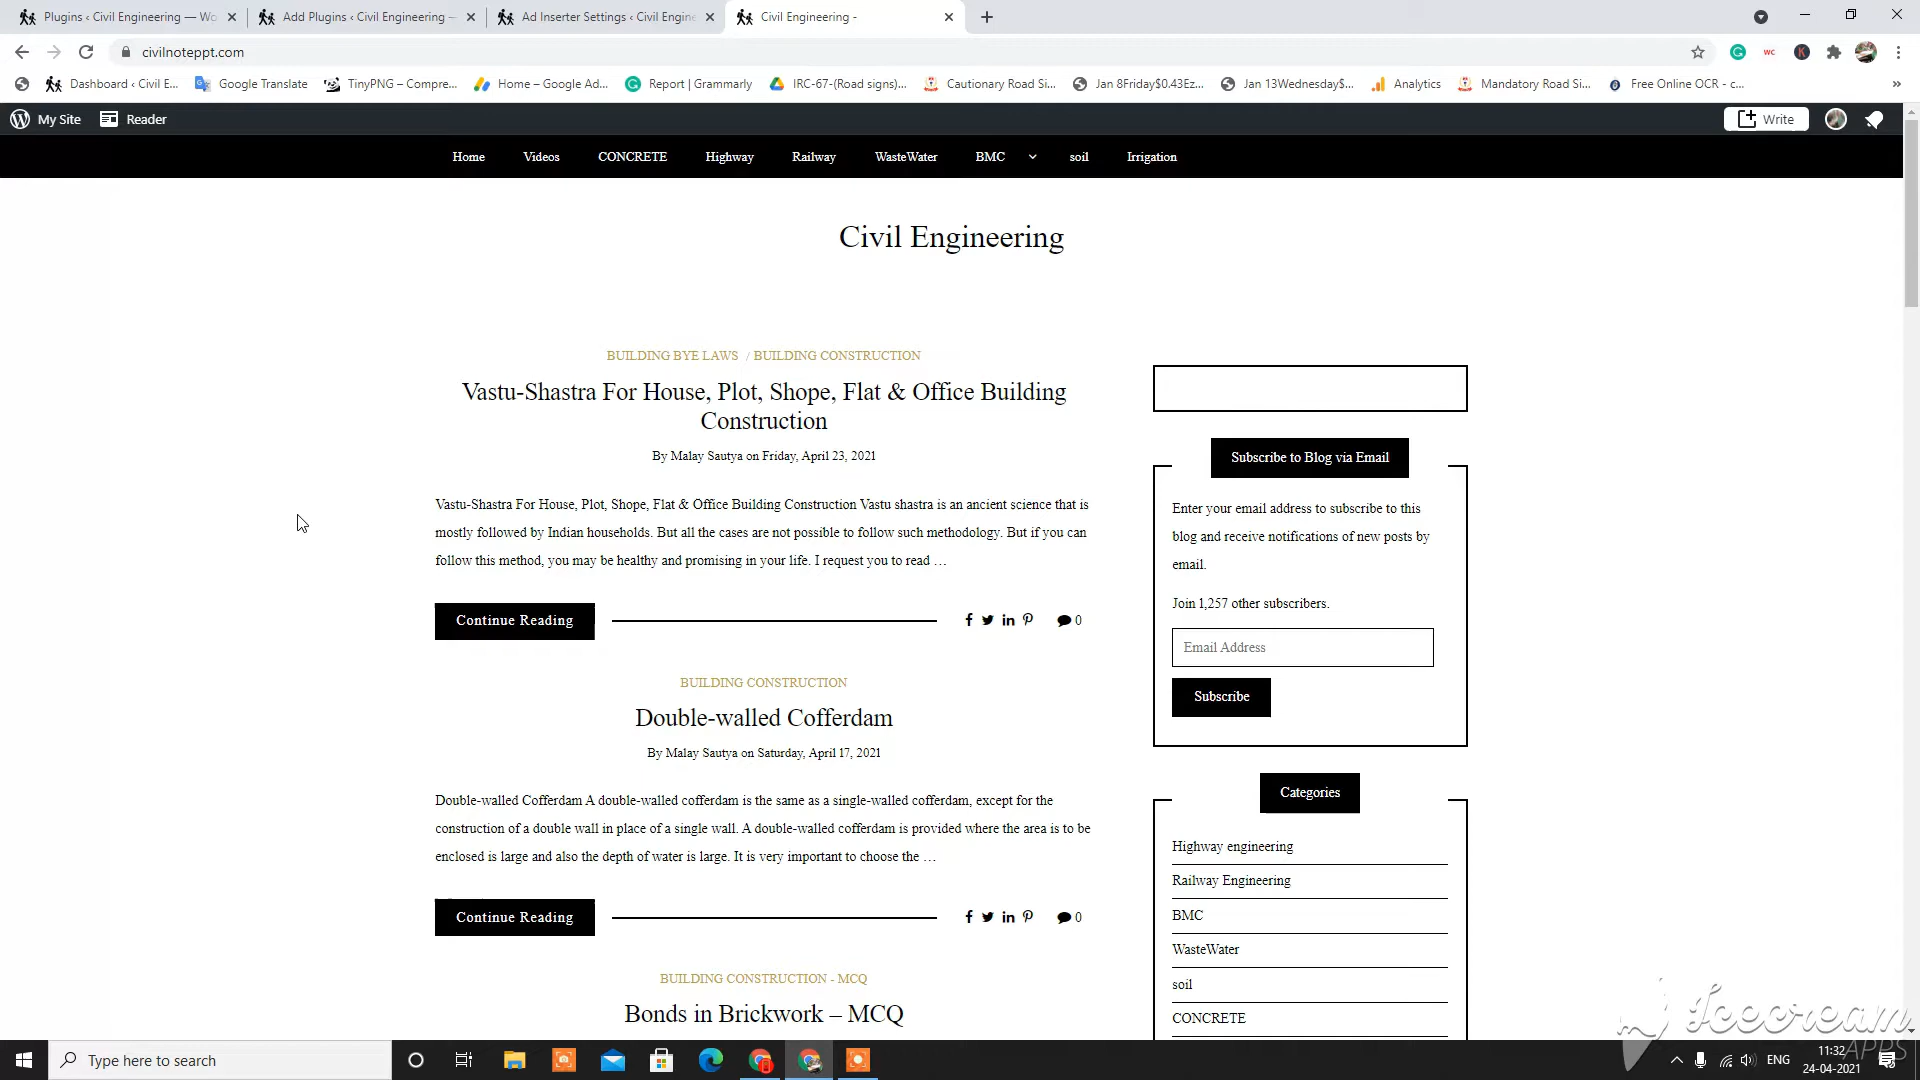 Plugins ‹ Civil Engineering — Wo
Add Plugins ‹ Civil Engineering —
Ad Inserter Settings ‹ Civil Engine
Civil Engineering -
civilnoteppt.com
Dashboard ‹ Civil E...
Google Translate
TinyPNG – Compre...
Home – Google Ad...
Report | Grammarly
IRC-67-(Road signs)...
Cautionary Road Si...
Jan 8Friday$0.43Ez...
Jan 13Wednesday$...
Analytics
Mandatory Road Si...
Free Online OCR - c...
My Site
Reader
Write
Home
Videos
CONCRETE
Highway
Railway
WasteWater
BMC
soil
Irrigation
Civil Engineering
BUILDING BYE LAWS / BUILDING CONSTRUCTION
Vastu-Shastra For House, Plot, Shope, Flat & Office Building
Construction
By Malay Sautya on Friday, April 23, 2021
Vastu-Shastra For House, Plot, Shope, Flat & Office Building Construction Vastu shastra is an ancient science that is
mostly followed by Indian households. But all the cases are not possible to follow such methodology. But if you can
follow this method, you may be healthy and promising in your life. I request you to read …
Continue Reading
0
BUILDING CONSTRUCTION
Double-walled Cofferdam
By Malay Sautya on Saturday, April 17, 2021
Double-walled Cofferdam A double-walled cofferdam is the same as a single-walled cofferdam, except for the
construction of a double wall in place of a single wall. A double-walled cofferdam is provided where the area is to be
enclosed is large and also the depth of water is large. It is very important to choose the …
Continue Reading
0
BUILDING CONSTRUCTION - MCQ
Bonds in Brickwork – MCQ
Subscribe to Blog via Email
Enter your email address to subscribe to this
blog and receive notifications of new posts by
email.
Join 1,257 other subscribers.
Email Address
Subscribe
Categories
Highway engineering
Railway Engineering
BMC
WasteWater
soil
CONCRETE
Icecream
APPS
Type here to search
ENG
11:32
24-04-2021